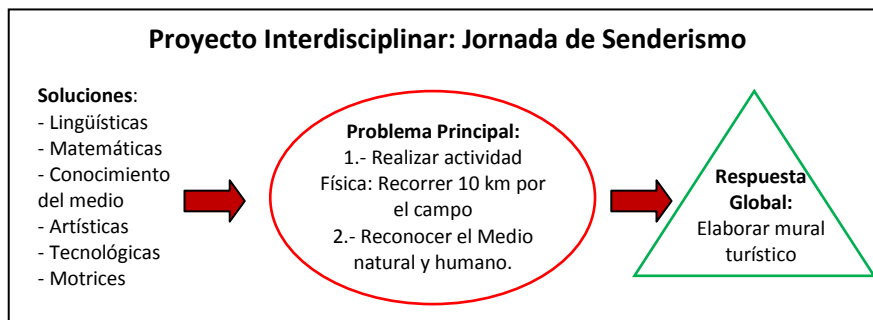 Proyecto Interdisciplinar: Jornada de Senderismo
Soluciones:
- Lingüísticas
- Matemáticas
- Conocimiento
del medio
- Artísticas
- Tecnológicas
- Motrices
Problema Principal:
1.- Realizar actividad
Física: Recorrer 10 km por
el campo
2.- Reconocer el Medio
natural y humano.
Respuesta
Global:
Elaborar mural
turístico